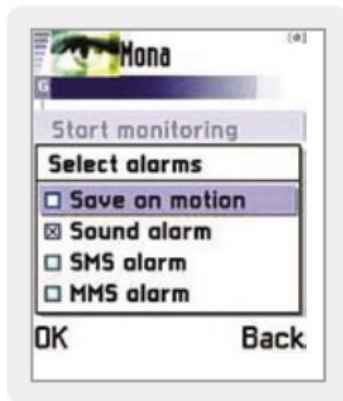 Mona
Start monitoring
Select alarms
Save on motion
Sound alarm
SMS alarm
MMS alarm
OK Back